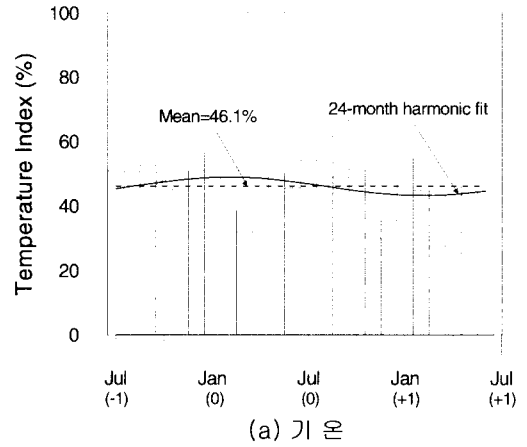 100
80
60
40
20
0
Temperature Index (%)
Mean=46.1%
24-month harmonic fit
Jul Jan Jul Jan Jul
(-1) (0) (0) (+1) (+1)
(a) 기 온